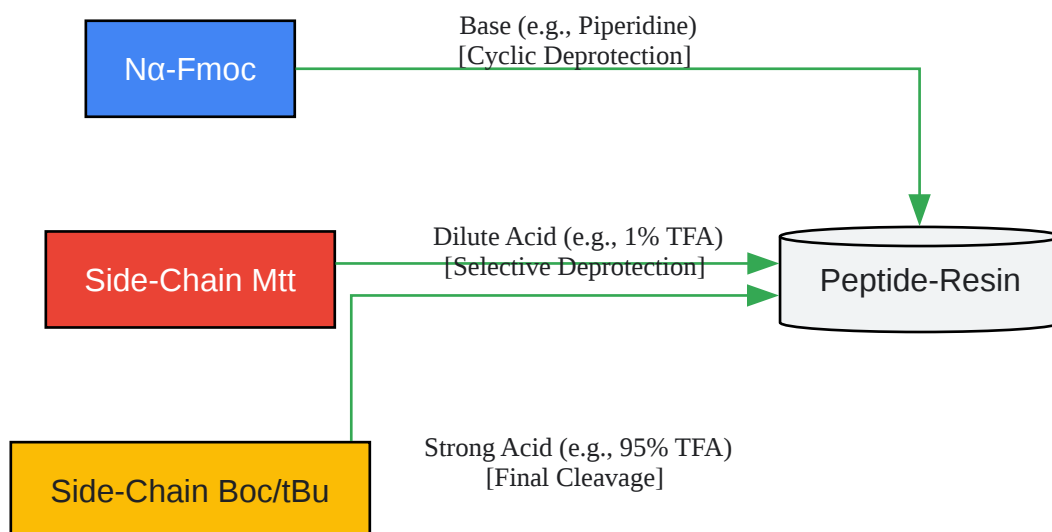 Base (e.g., Piperidine)
[Cyclic Deprotection]
Nα-Fmoc
Dilute Acid (e.g., 1% TFA)
[Selective Deprotection]
Side-Chain Mtt
Peptide-Resin
Strong Acid (e.g., 95% TFA)
[Final Cleavage]
Side-Chain Boc/tBu